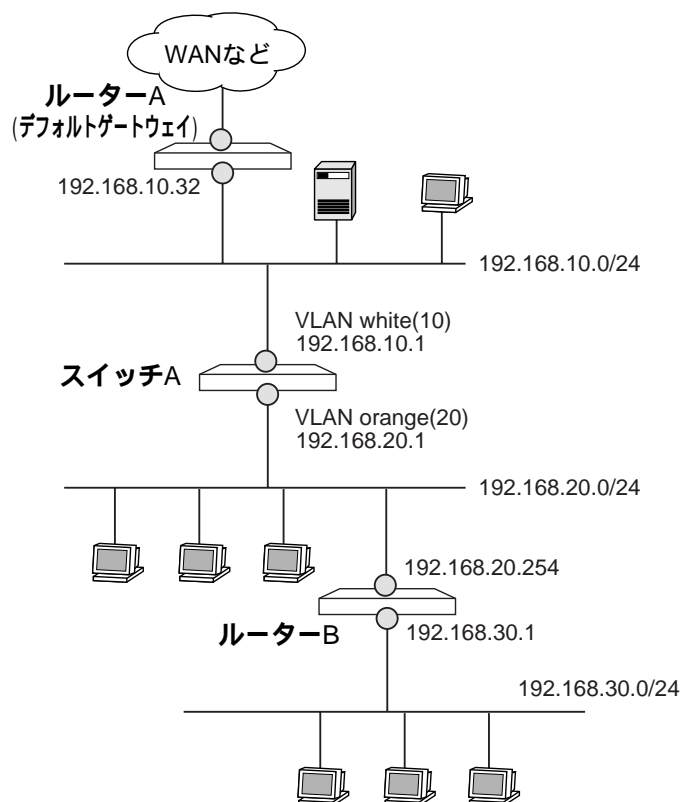 WANなど
ルーターA
(デフォルトゲートウェイ)
192.168.10.32
192.168.10.0/24
VLAN white(10)
192.168.10.1
スイッチA
VLAN orange(20)
192.168.20.1
192.168.20.0/24
192.168.20.254
ルーターB
192.168.30.1
192.168.30.0/24